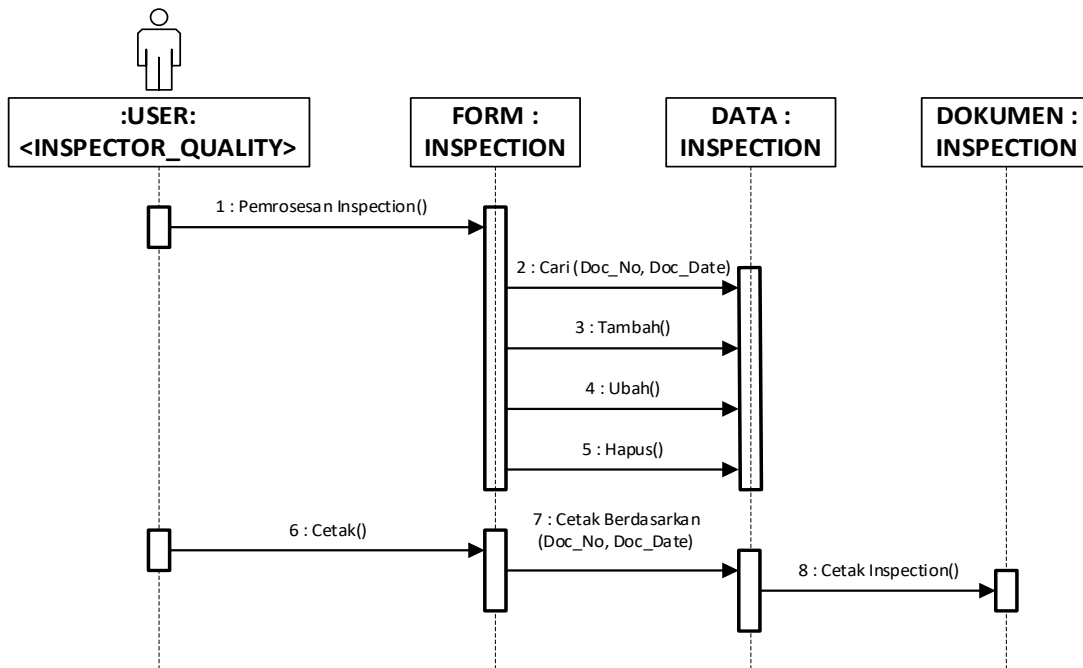 :USER:
<INSPECTOR_QUALITY>
FORM :
INSPECTION
DATA :
INSPECTION
DOKUMEN :
INSPECTION
1 : Pemrosesan Inspection()
2 : Cari (Doc_No, Doc_Date)
3 : Tambah()
4 : Ubah()
5 : Hapus()
6 : Cetak()
7 : Cetak Berdasarkan
(Doc_No, Doc_Date)
8 : Cetak Inspection()